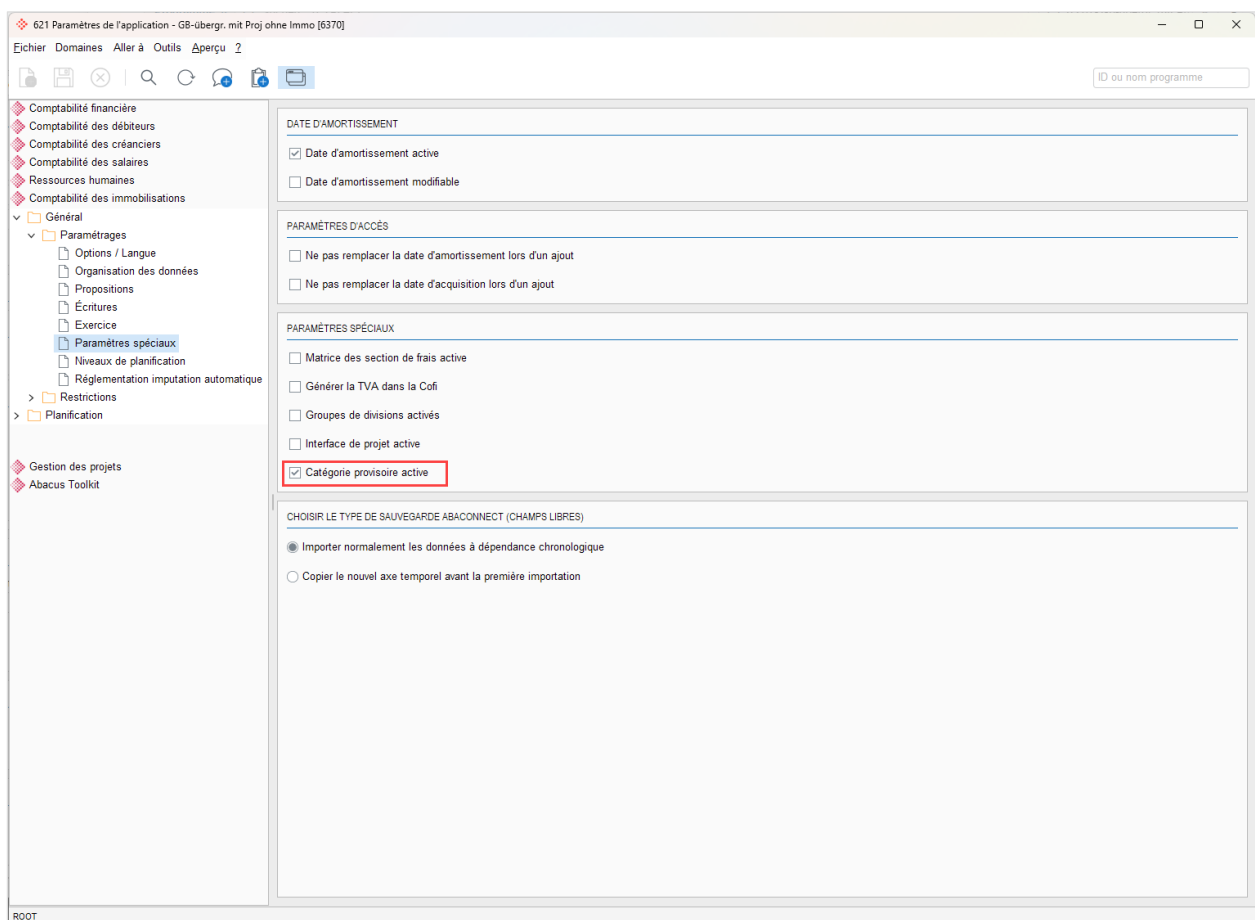 621 Paramètres de l'application - GB-übergr. mit Proj ohne Immo [6370]
Fichier Domaines Aller à Outils Aperçu ?
ID ou nom programme
Comptabilité financière
Comptabilité des débiteurs
Comptabilité des créanciers
Comptabilité des salaires
Ressources humaines
Comptabilité des immobilisations
Général
Paramétrages
Options / Langue
Organisation des données
Propositions
Écritures
Exercice
Paramètres spéciaux
Niveaux de planification
Réglementation imputation automatique
Restrictions
Planification
Gestion des projets
Abacus Toolkit
DATE D'AMORTISSEMENT
Date d'amortissement active
Date d'amortissement modifiable
PARAMÈTRES D'ACCÈS
Ne pas remplacer la date d'amortissement lors d'un ajout
Ne pas remplacer la date d'acquisition lors d'un ajout
PARAMÈTRES SPÉCIAUX
Matrice des section de frais active
Générer la TVA dans la Cofi
Groupes de divisions activés
Interface de projet active
Catégorie provisoire active
CHOISIR LE TYPE DE SAUVEGARDE ABACONNECT (CHAMPS LIBRES)
Importer normalement les données à dépendance chronologique
Copier le nouvel axe temporel avant la première importation
ROOT